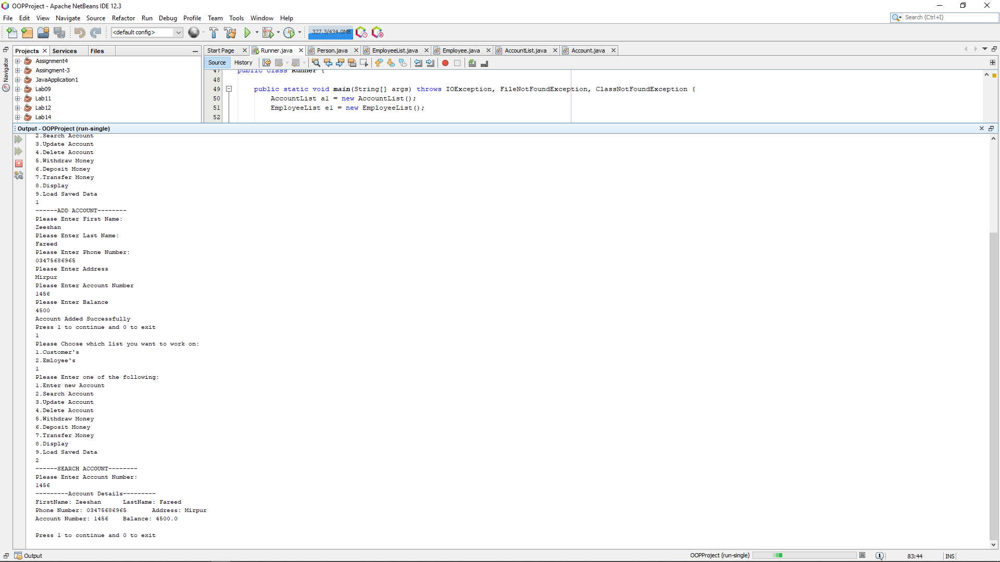 OOPProject - Apache NetBeans IDE 12.3
File Edit View Navigate Source Refactor Run Debug Profile Team Tools Window Help
Search (Ctrl+I)
<default config>
327.3/434.0MB
Projects Services Files
Start Page Runner.java Person.java EmployeeList.java Employee.java AccountList.java Account.java
Navigator
Assignment4
Assingment-3
JavaApplication1
Lab09
Lab11
Lab12
Lab14
Source History
47 public class Runner {
48
49 public static void main(String[] args) throws IOException, FileNotFoundException, ClassNotFoundException {
50 AccountList a1 = new AccountList();
51 EmployeeList e1 = new EmployeeList();
52
Output - OOPProject (run-single)
2.Search Account
3.Update Account
4.Delete Account
5.Withdraw Money
6.Deposit Money
7.Transfer Money
8.Display
9.Load Saved Data
1
------ADD ACCOUNT--------
Please Enter First Name:
Zeeshan
Please Enter Last Name:
Fareed
Please Enter Phone Number:
03475686965
Please Enter Address
Mirpur
Please Enter Account Number
1456
Please Enter Balance
4500
Account Added Successfully
Press 1 to continue and 0 to exit
1
Please Choose which list you want to work on:
1.Customer's
2.Emloyee's
1
Please Enter one of the following:
1.Enter new Account
2.Search Account
3.Update Account
4.Delete Account
5.Withdraw Money
6.Deposit Money
7.Transfer Money
8.Display
9.Load Saved Data
2
------SEARCH ACCOUNT--------
Please Enter Account Number:
1456
---------Account Details---------
FirstName: Zeeshan LastName: Fareed
Phone Number: 03475686965 Address: Mirpur
Account Number: 1456 Balance: 4500.0
Press 1 to continue and 0 to exit
Output
OOPProject (run-single)
1
83:44
INS